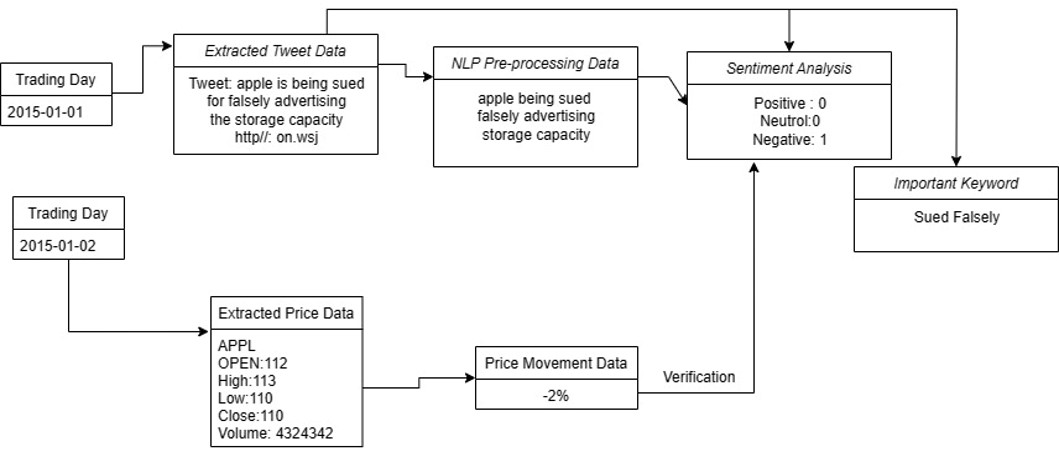 Trading Day
2015-01-01
Extracted Tweet Data
Tweet: apple is being sued
for falsely advertising
the storage capacity
http//: on.wsj
NLP Pre-processing Data
apple being sued
falsely advertising
storage capacity
Sentiment Analysis
Positive : 0
Neutrol:0
Negative: 1
Important Keyword
Sued Falsely
Trading Day
2015-01-02
Extracted Price Data
APPL
OPEN:112
High:113
Low:110
Close:110
Volume: 4324342
Price Movement Data
-2%
Verification